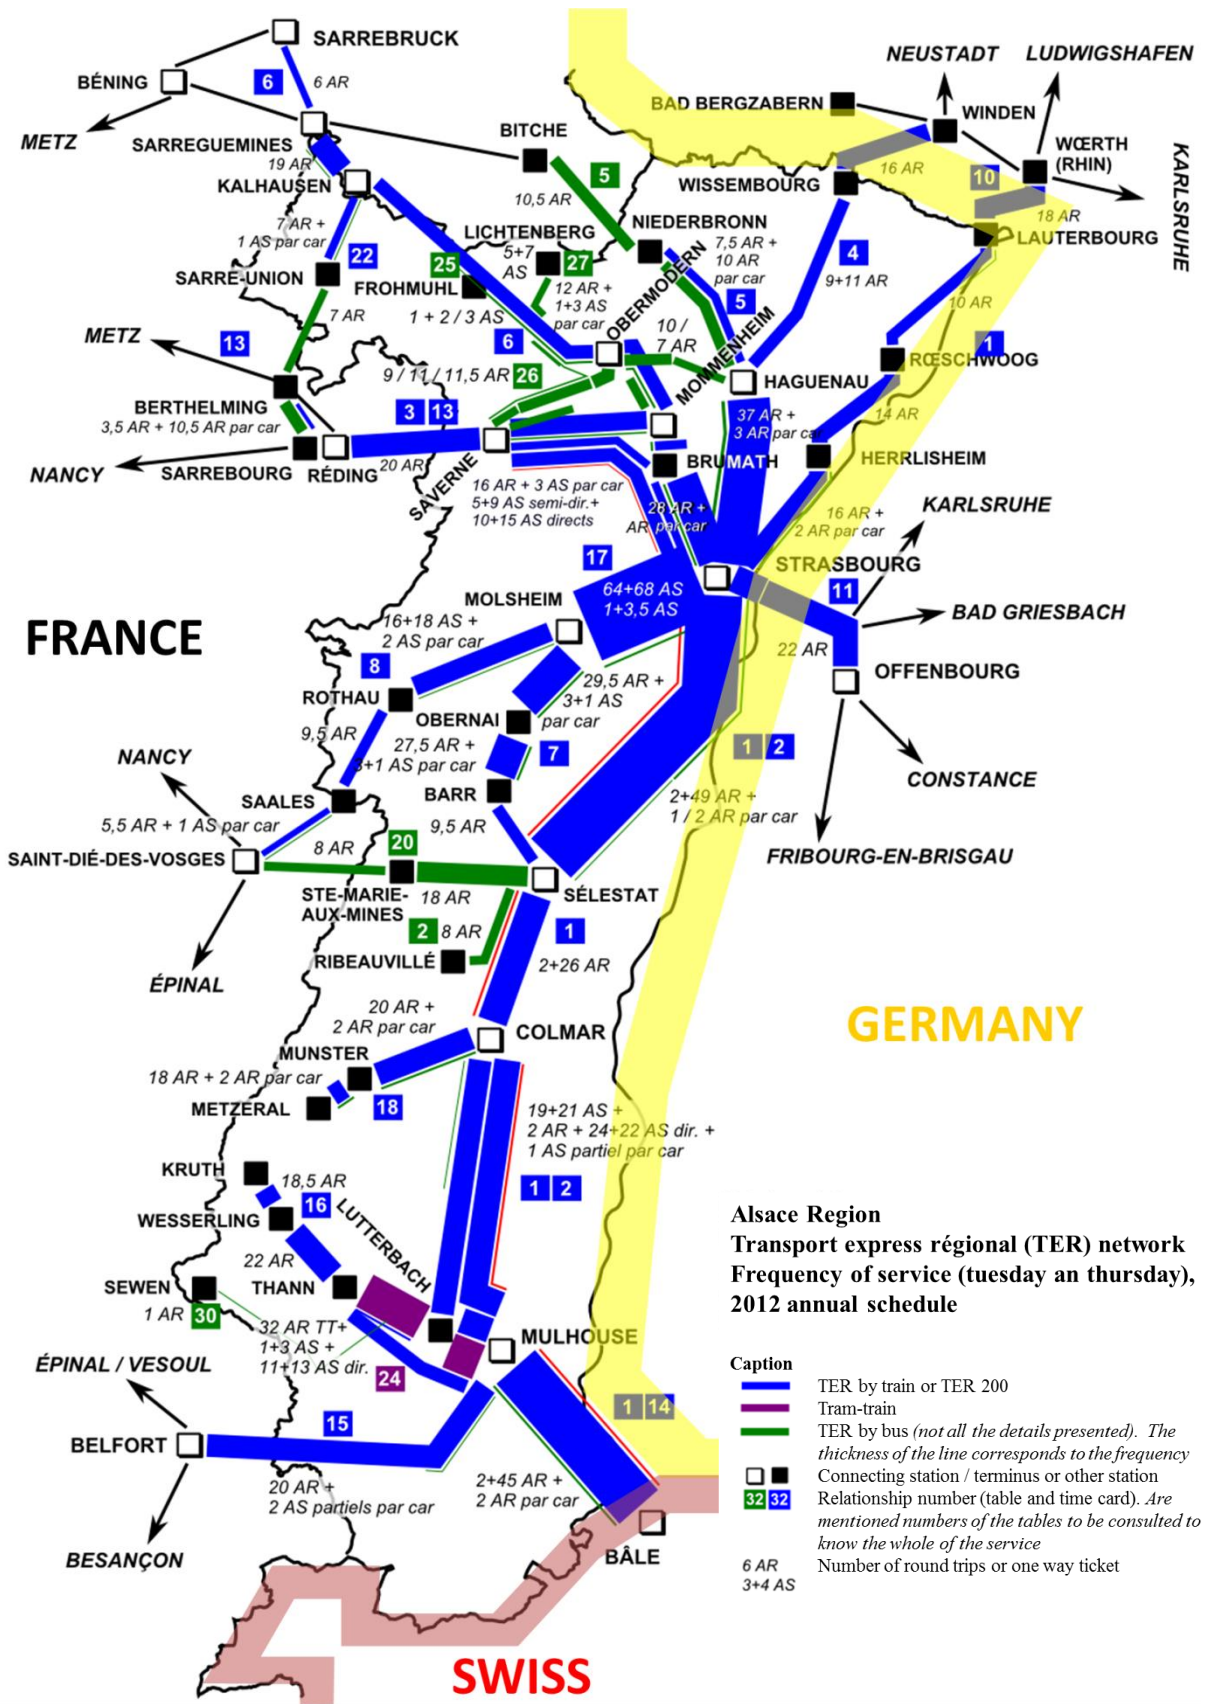 SARREBRUCK
NEUSTADT
LUDWIGSHAFEN
BÉNING
6
6 AR
BAD BERGZABERN
WINDEN
METZ
SARREGUEMINES
BITCHE
WŒRTH
(RHIN)
KARLSRUHE
19 AR
16 AR
KALHAUSEN
5
WISSEMBOURG
10
10,5 AR
18 AR
7 AR +
1 AS par car
LICHTENBERG
NIEDERBRONN
LAUTERBOURG
22
5+7
AS
7,5 AR +
10 AR
par car
4
SARRE-UNION
25
27
9+11 AR
FROHMUHL
12 AR +
1+3 AS
par car
OBERMODERN
5
10 AR
7 AR
1 + 2 / 3 AS
METZ
13
6
10 /
7 AR
MOMMENHEIM
1
RŒSCHWOOG
9 / 11 / 11,5 AR
26
HAGUENAU
BERTHELMING
3,5 AR + 10,5 AR par car
3
13
37 AR +
3 AR par car
14 AR
NANCY
SARREBOURG
RÉDING
20 AR
SAVERNE
BRUMATH
HERRLISHEIM
16 AR + 3 AS par car
5+9 AS semi-dir.+
10+15 AS directs
28 AR +
AR par car
16 AR +
2 AR par car
KARLSRUHE
17
STRASBOURG
11
64+68 AS
1+3,5 AS
MOLSHEIM
BAD GRIESBACH
FRANCE
16+18 AS +
2 AS par car
22 AR
8
OFFENBOURG
ROTHAU
29,5 AR +
3+1 AS
par car
OBERNAI
9,5 AR
27,5 AR +
3+1 AS par car
7
1
2
NANCY
CONSTANCE
BARR
SAALES
2+49 AR +
1 / 2 AR par car
5,5 AR + 1 AS par car
9,5 AR
8 AR
20
SAINT-DIÉ-DES-VOSGES
FRIBOURG-EN-BRISGAU
STE-MARIE-
AUX-MINES
18 AR
SÉLESTAT
2
8 AR
1
RIBEAUVILLÉ
2+26 AR
ÉPINAL
20 AR +
2 AR par car
GERMANY
COLMAR
MUNSTER
18 AR + 2 AR par car
METZERAL
18
19+21 AS +
2 AR + 24+22 AS dir. +
1 AS partiel par car
KRUTH
18,5 AR
1
2
16
LUTTERBACH
WESSERLING
22 AR
SEWEN
THANN
1 AR
30
32 AR TT+
1+3 AS +
11+13 AS dir.
MULHOUSE
ÉPINAL / VESOUL
24
1
14
15
BELFORT
20 AR +
2 AS partiels par car
2+45 AR +
2 AR par car
BESANÇON
BÂLE
SWISS
Alsace Region
Transport express régional (TER) network
Frequency of service (tuesday an thursday),
2012 annual schedule
Caption
TER by train or TER 200
Tram-train
TER by bus (not all the details presented). The
thickness of the line corresponds to the frequency
Connecting station / terminus or other station
32 32 Relationship number (table and time card). Are
mentioned numbers of the tables to be consulted to
know the whole of the service
6 AR Number of round trips or one way ticket
3+4 AS